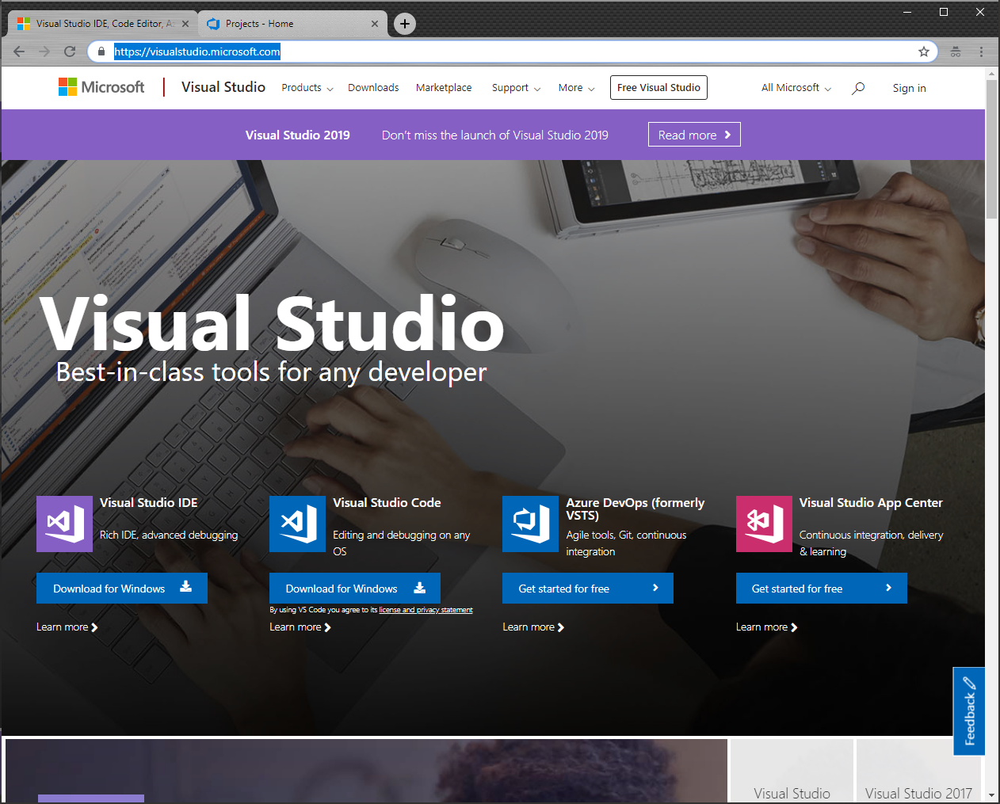 Visual Studio IDE, Code Editor, A
Projects - Home
https://visualstudio.microsoft.com
Microsoft
Visual Studio
Products
Downloads
Marketplace
Support
More
Free Visual Studio
All Microsoft
Sign in
Visual Studio 2019
Don't miss the launch of Visual Studio 2019
Read more
Visual Studio
Best-in-class tools for any developer
Visual Studio IDE
Rich IDE, advanced debugging
Download for Windows
Learn more
Visual Studio Code
Editing and debugging on any
OS
Download for Windows
By using VS Code you agree to its license and privacy statement
Learn more
Azure DevOps (formerly
VSTS)
Agile tools, Git, continuous
integration
Get started for free
Learn more
Visual Studio App Center
Continuous integration, delivery
& learning
Get started for free
Learn more
Feedback
Visual Studio
Visual Studio 2017